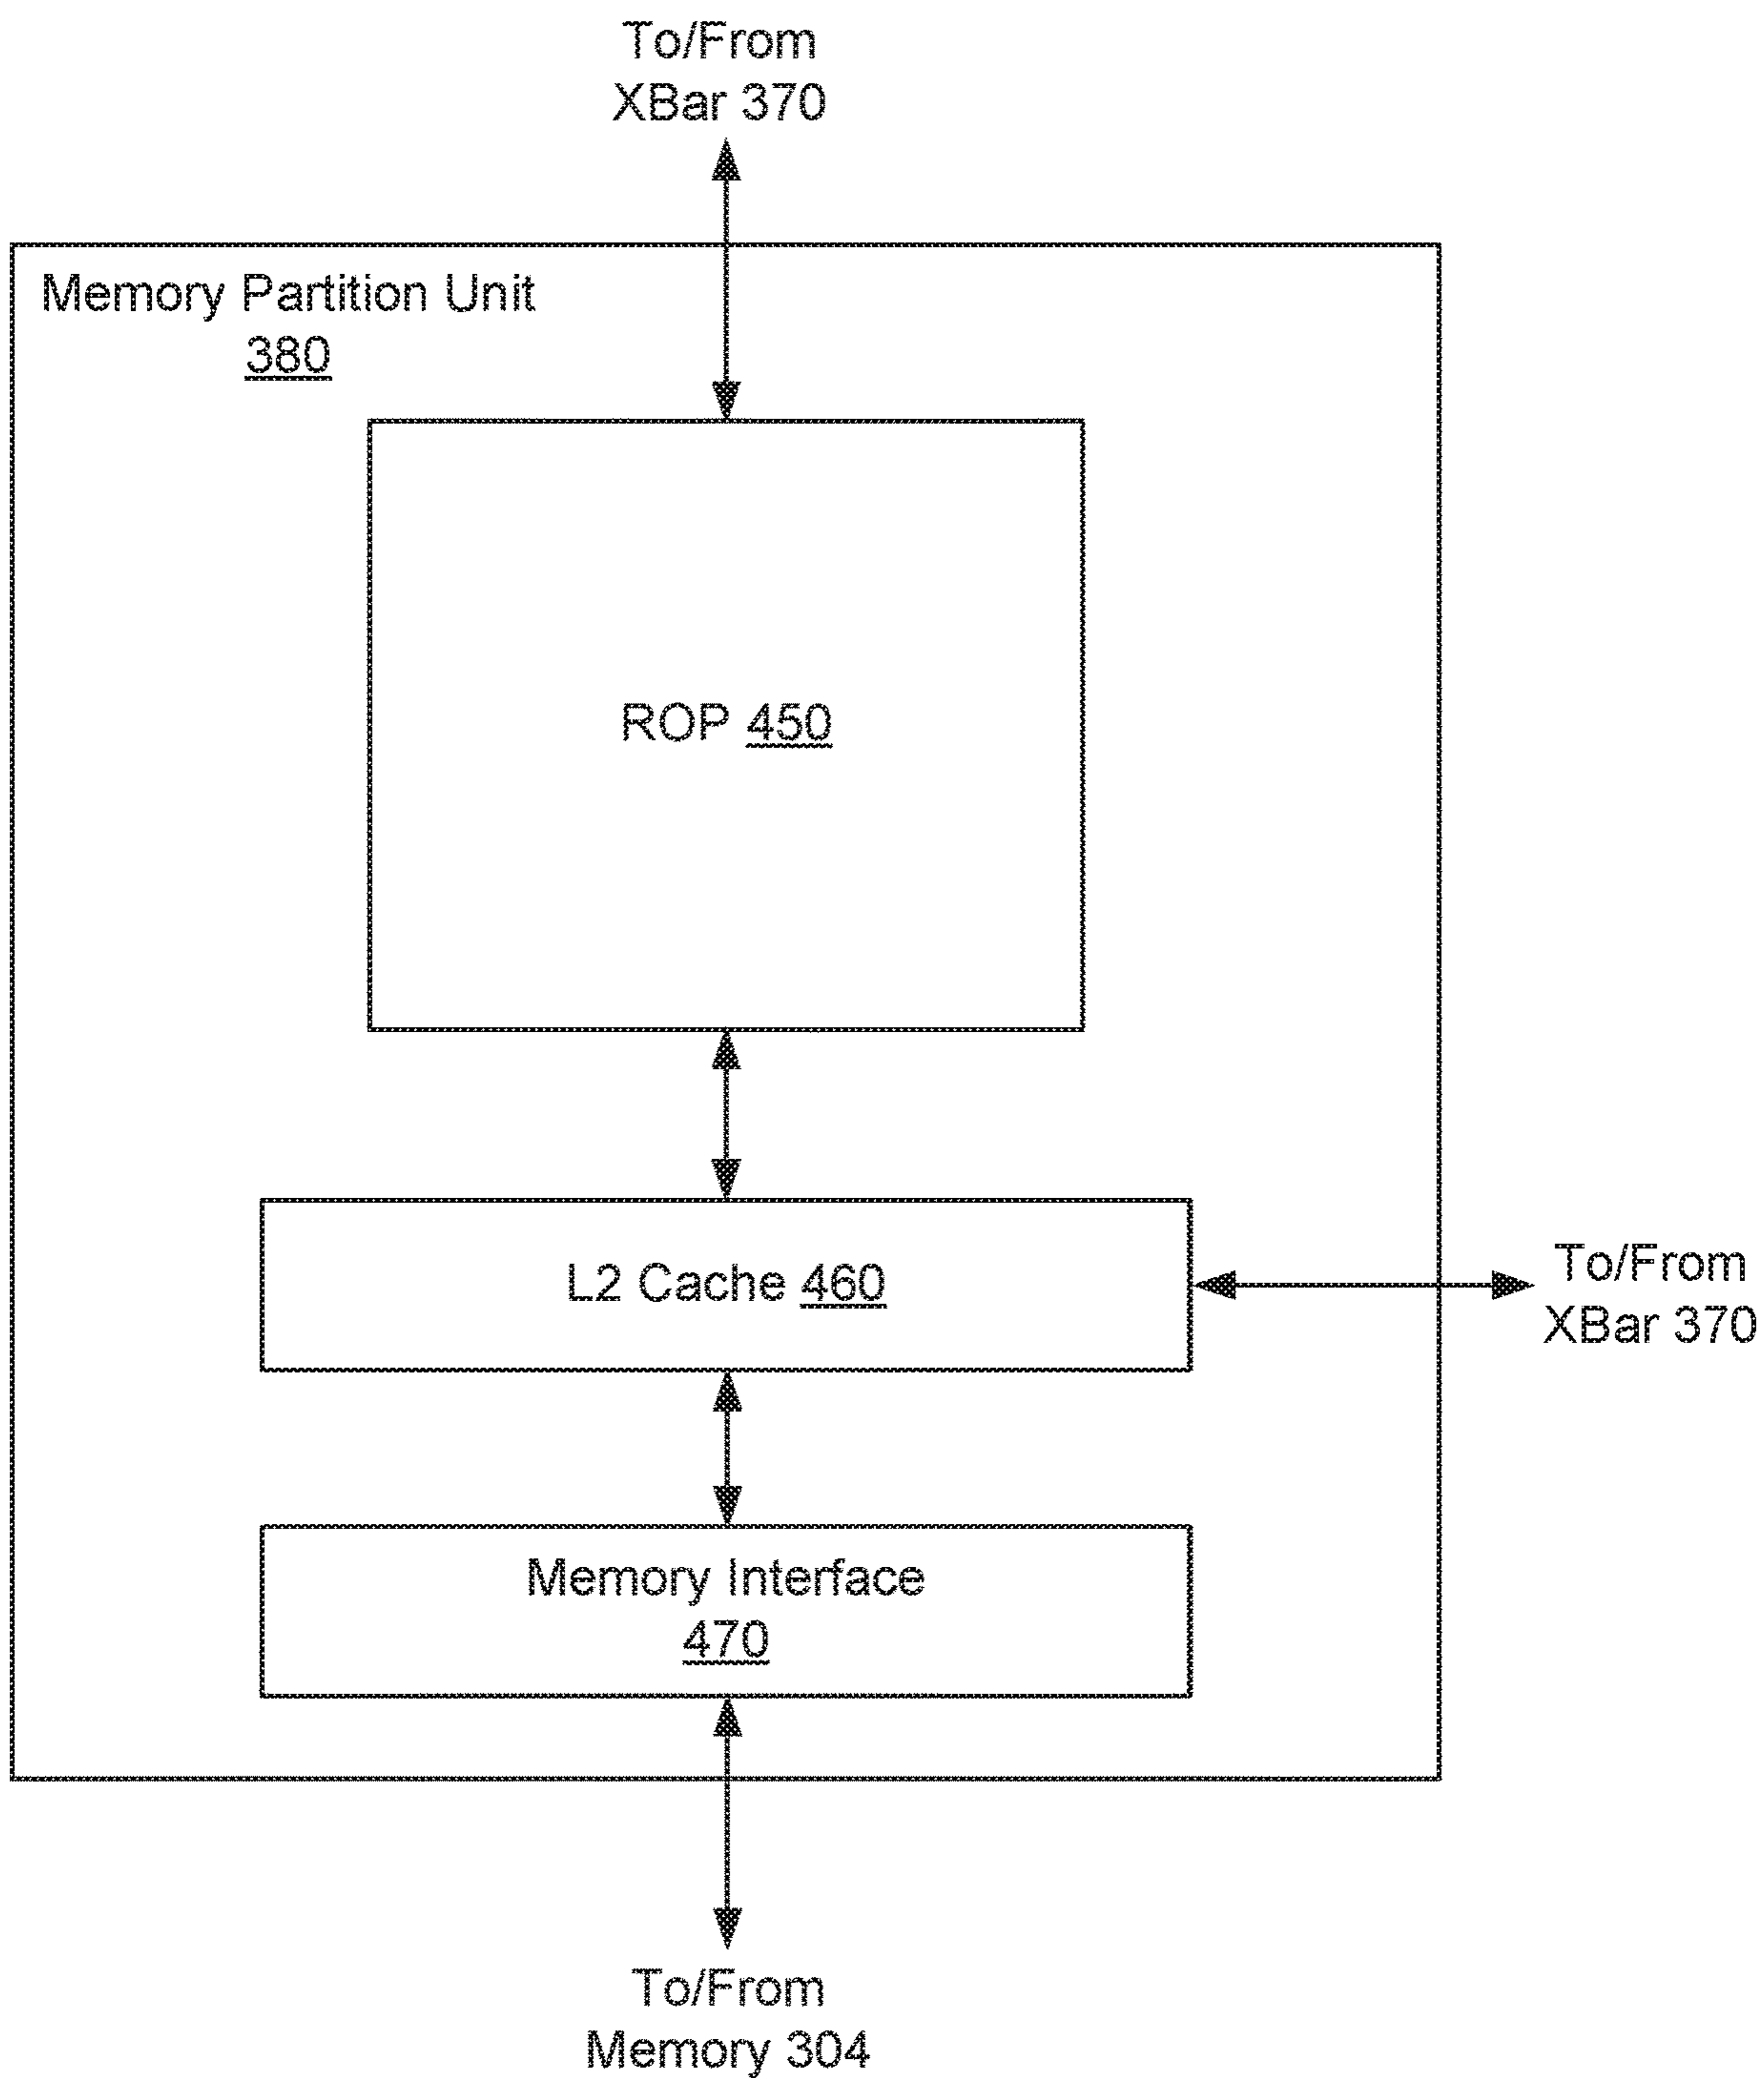 To/From
XBar 370
Memory Partition Unit
380
ROP 450
L2 Cache 460
To/From
XBar 370
Memory Interface
470
To/From
Memory 304